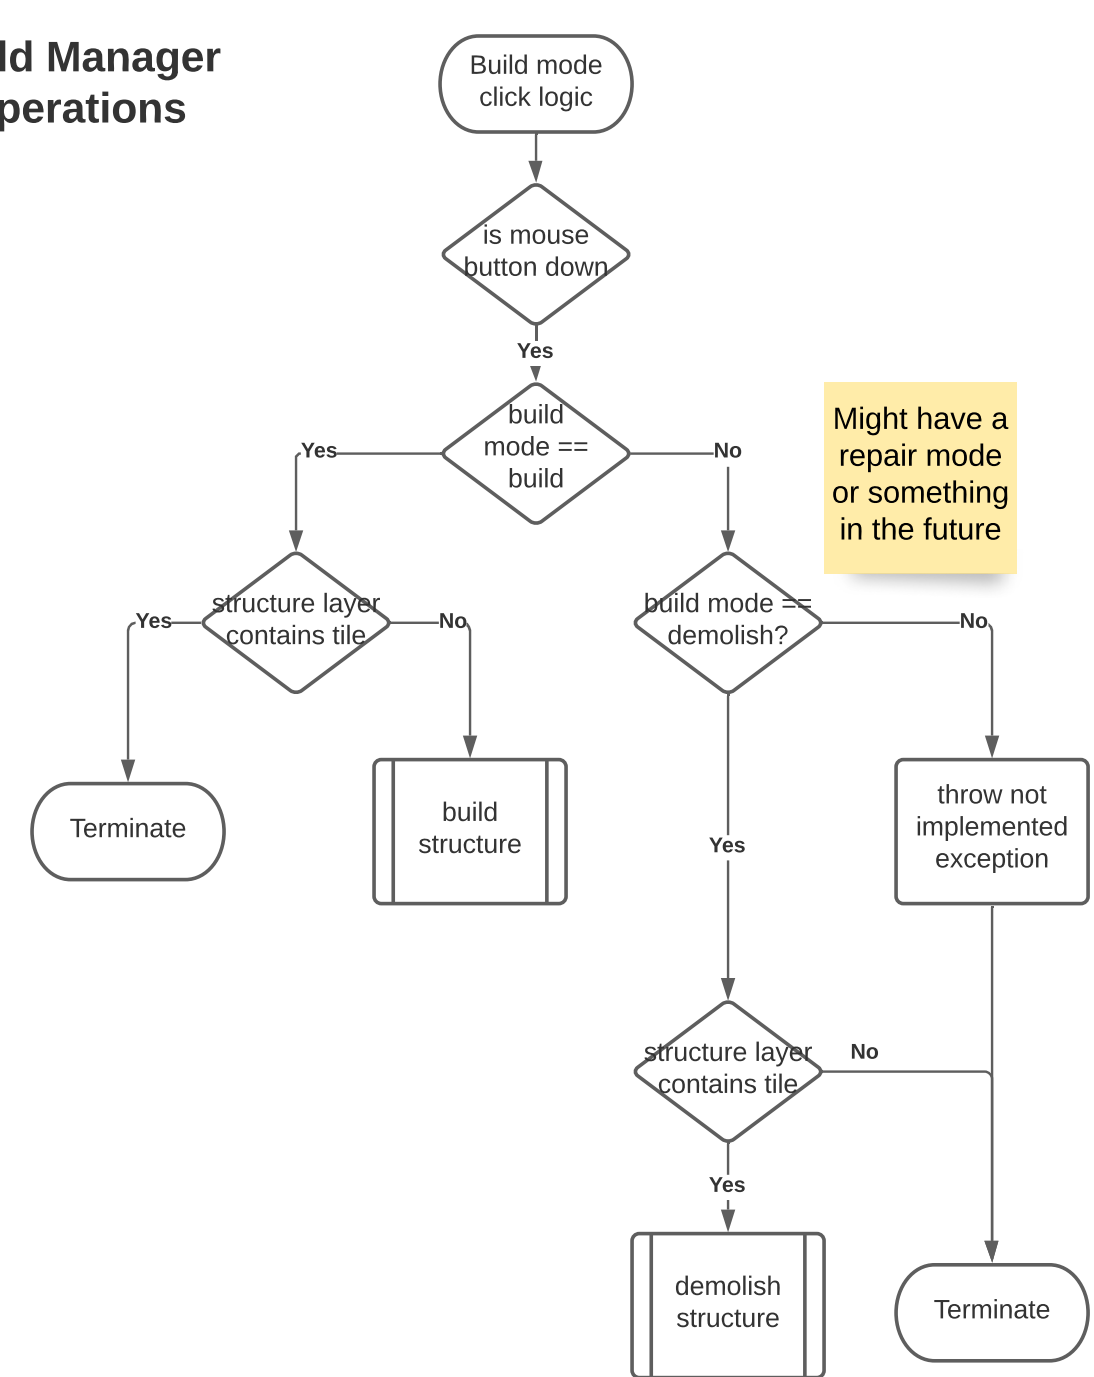 ld Manager
perations
Build mode
click logic
is mouse
button down
Yes
build
mode ==
build
Yes
No
Might have a
repair mode
or something
in the future
structure layer
contains tile
Yes
No
build mode ==
demolish?
No
Terminate
build
structure
Yes
throw not
implemented
exception
structure layer
contains tile
No
Yes
demolish
structure
Terminate